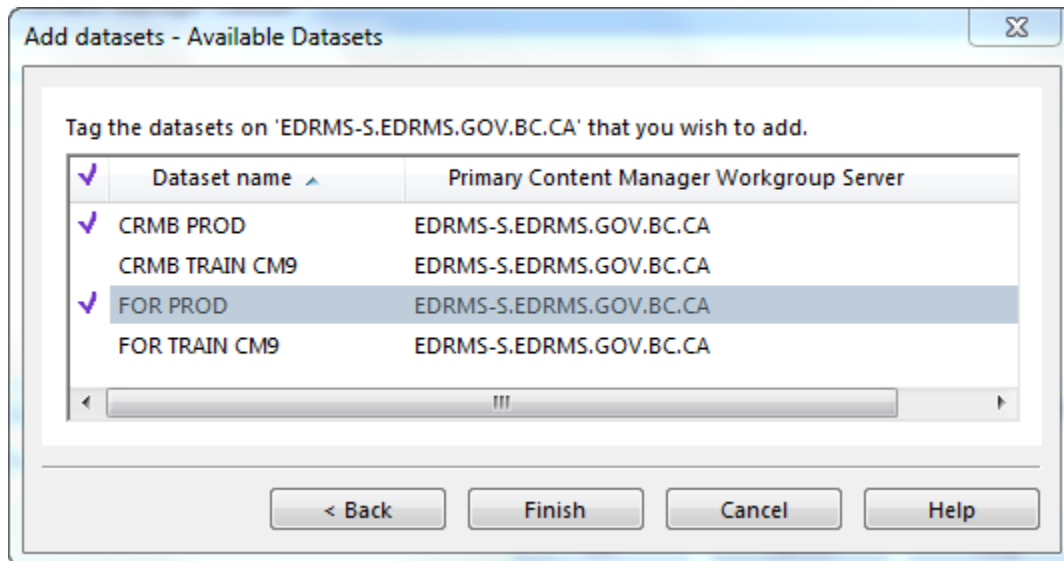 Add datasets - Available Datasets
Tag the datasets on 'EDRMS-S.EDRMS.GOV.BC.CA' that you wish to add.
Dataset name Primary Content Manager Workgroup Server
CRMB PROD EDRMS-S.EDRMS.GOV.BC.CA
CRMB TRAIN CM9 EDRMS-S.EDRMS.GOV.BC.CA
FOR PROD EDRMS-S.EDRMS.GOV.BC.CA
FOR TRAIN CM9 EDRMS-S.EDRMS.GOV.BC.CA
< Back Finish Cancel Help